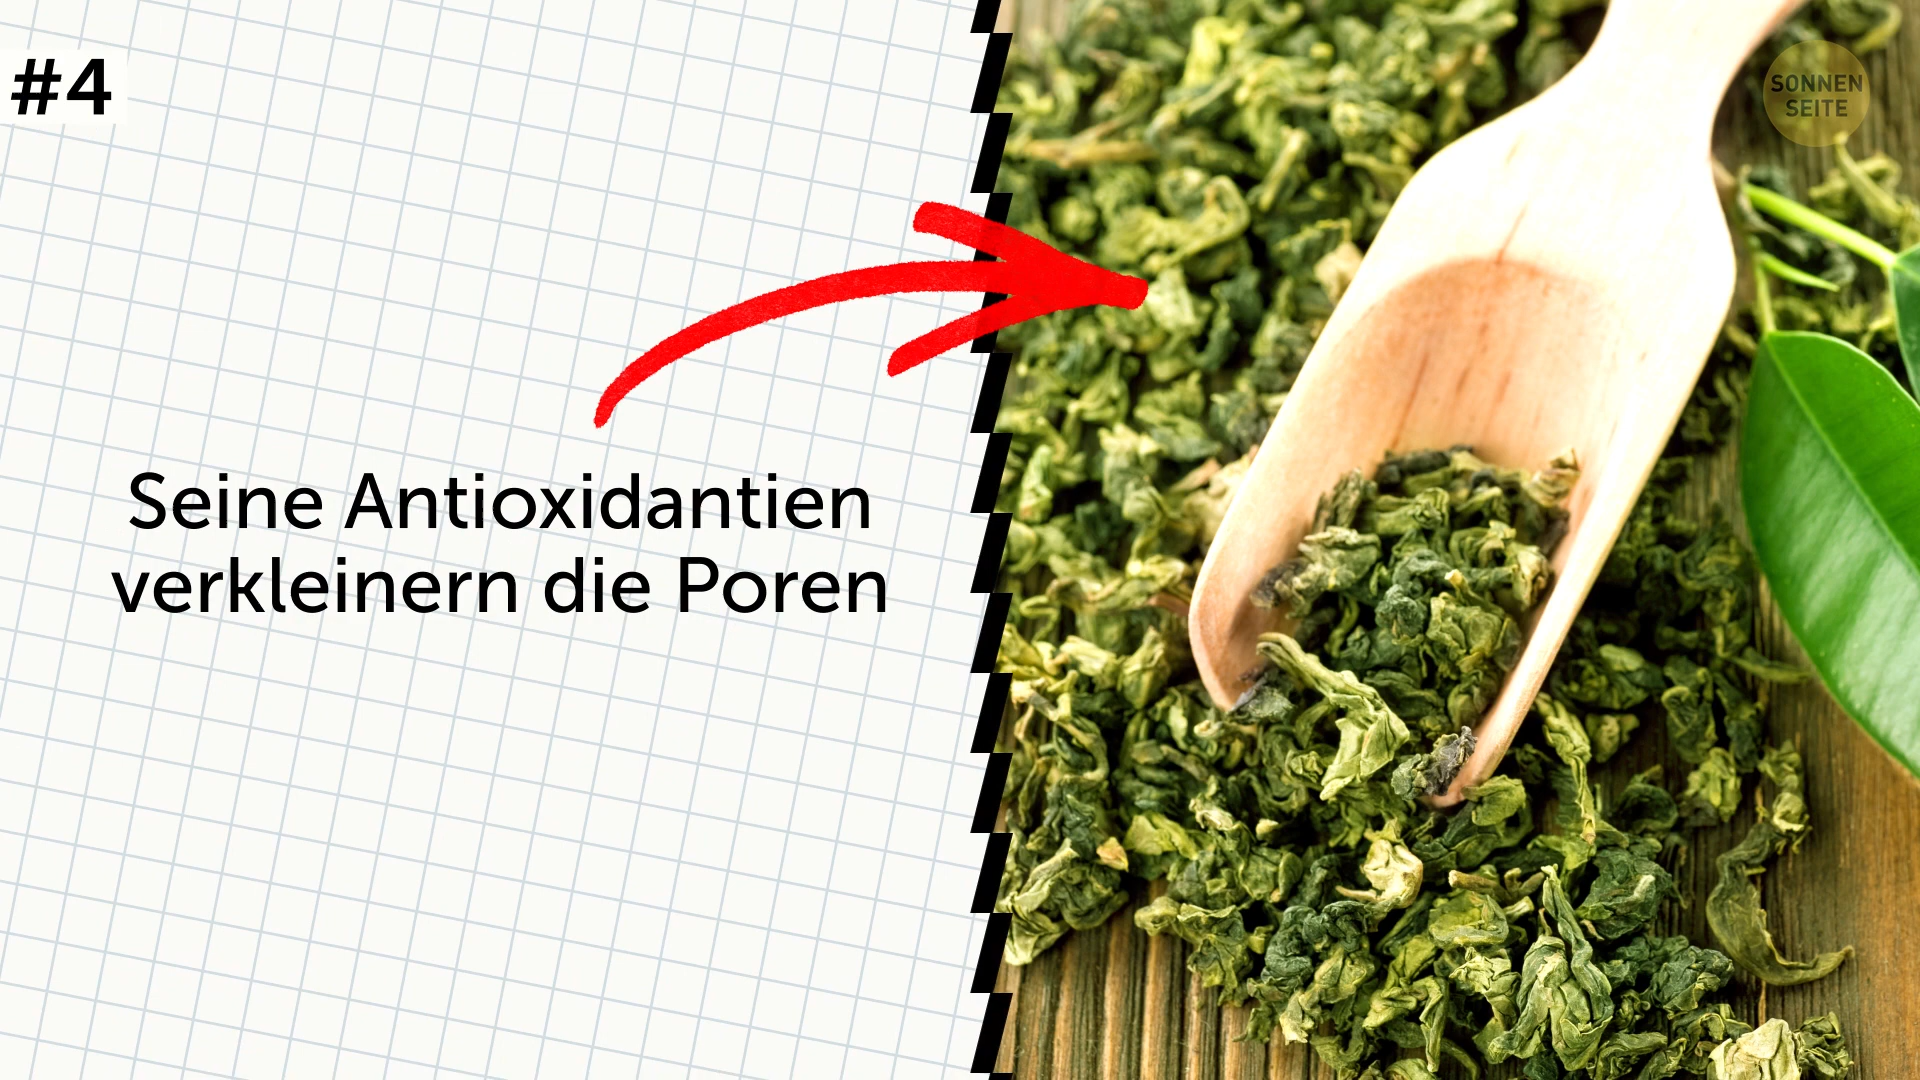 #4
SONNEN
SEITE
Seine Antioxidantien
verkleinern die Poren